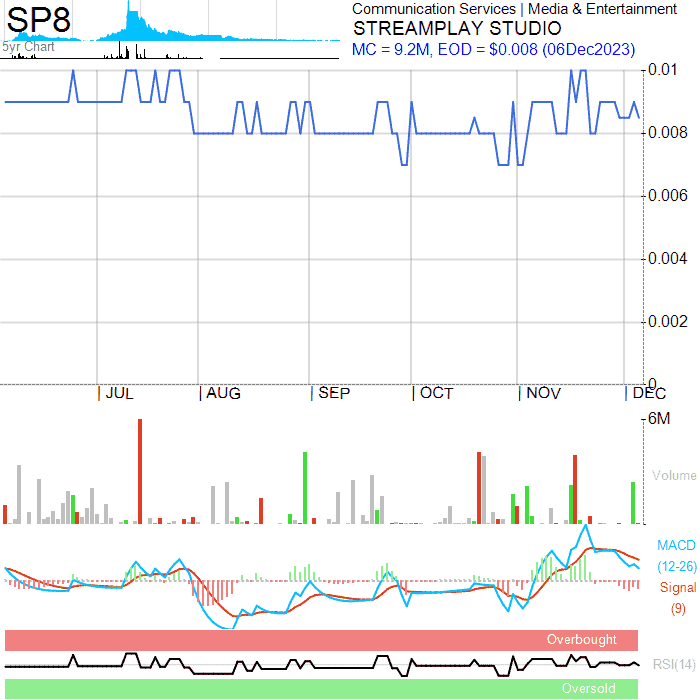 SP8
5yr Chart
Communication Services | Media & Entertainment
STREAMPLAY STUDIO
MC = 9.2M, EOD = $0.008 (06Dec2023)
0.01
0.008
0.006
0.004
0.002
0
JUL AUG SEP OCT NOV DEC
6M
Volume
MACD
(12-26)
Signal
(9)
Overbought
RSI(14)
Oversold